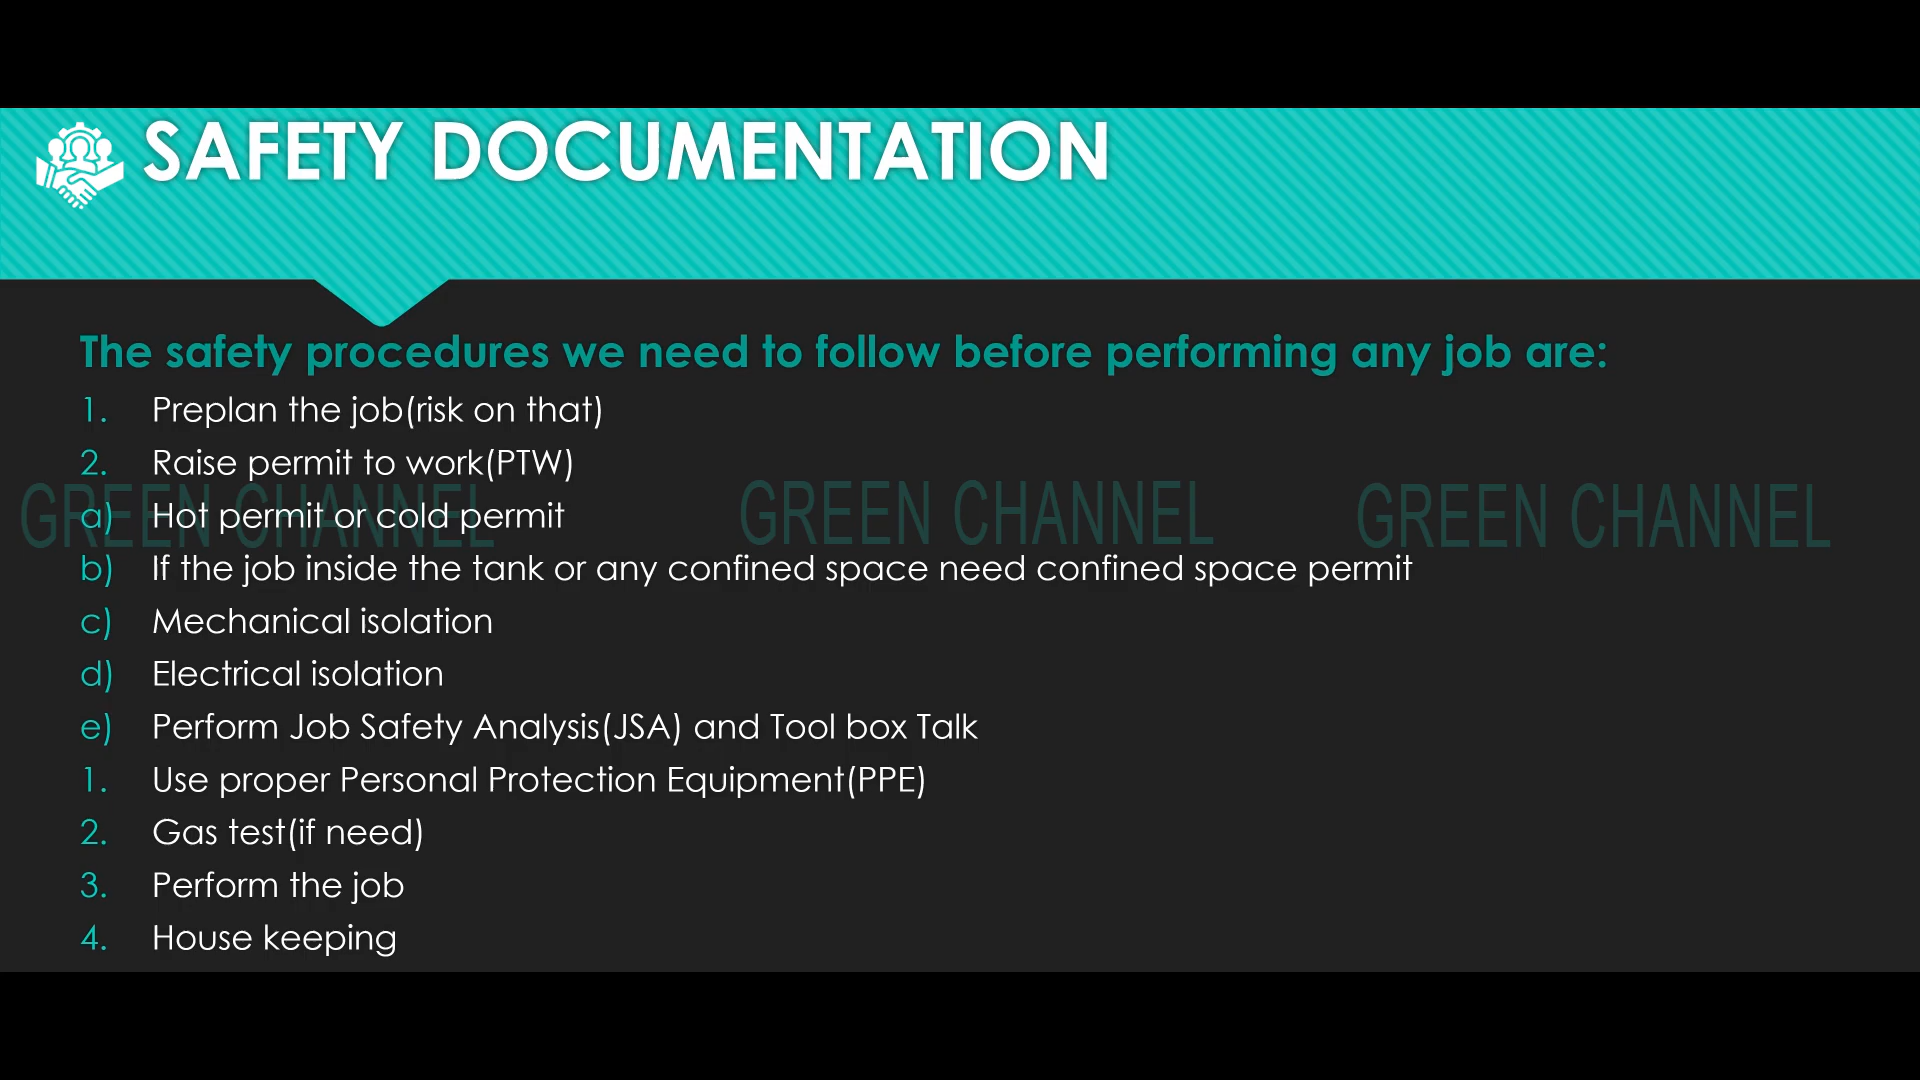 SAFETY DOCUMENTATION
The safety procedures we need to follow before performing any job are:
1. Preplan the job(risk on that)
2. Raise permit to work(PTW)
GREEN CHANNEL GREEN CHANNEL GREEN CHANNEL
a) Hot permit or cold permit
b) If the job inside the tank or any confined space need confined space permit
c) Mechanical isolation
d) Electrical isolation
e) Perform Job Safety Analysis(JSA) and Tool box Talk
1. Use proper Personal Protection Equipment(PPE)
2. Gas test(if need)
3. Perform the job
4. House keeping